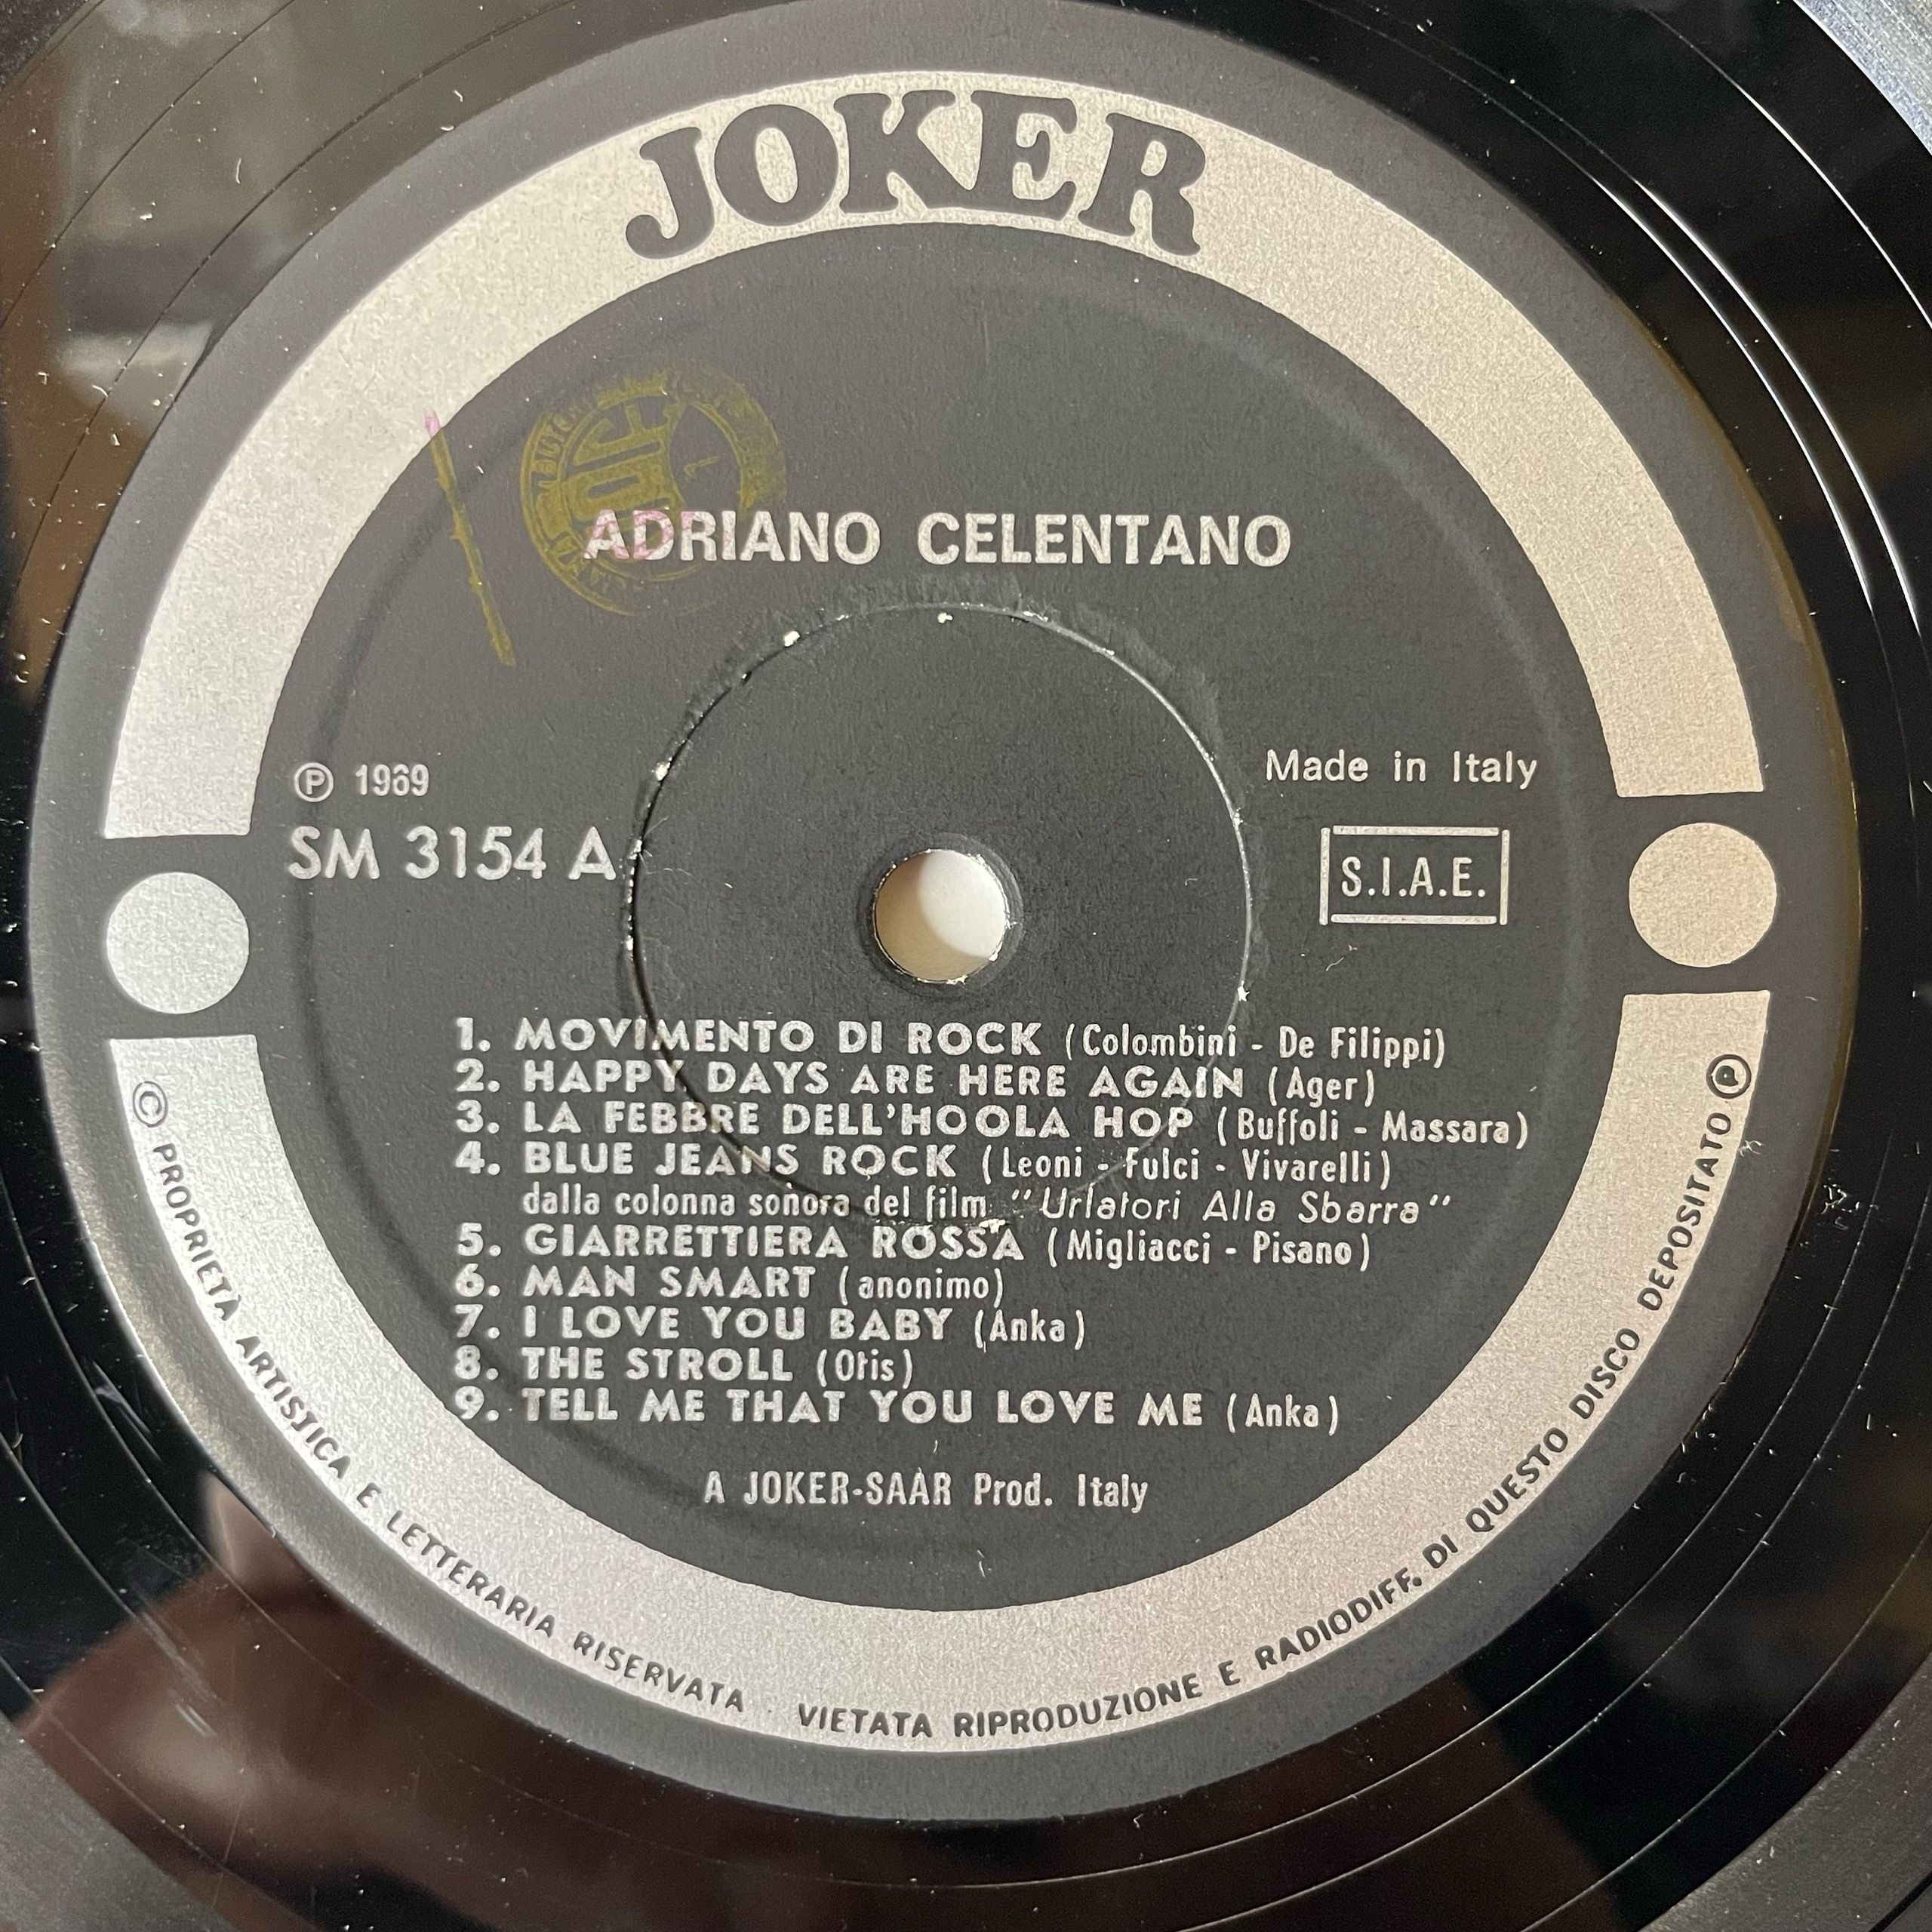 JOKER
ADRIANO CELENTANO
℗ 1969
SM 3154 A
Made in Italy
S.I.A.E.
1. MOVIMENTO DI ROCK (Colombini - De Filippi)
2. HAPPY DAYS ARE HERE AGAIN (Ager)
3. LA FEBBRE DELL'HOOLA HOP (Buffoli - Massara)
4. BLUE JEANS ROCK (Leoni - Fulci - Vivarelli)
dalla colonna sonora del film "Urlatori Alla Sbarra"
5. GIARRETTIERA ROSSA (Migliacci - Pisano)
6. MAN SMART (anonimo)
7. I LOVE YOU BABY (Anka)
8. THE STROLL (Otis)
9. TELL ME THAT YOU LOVE ME (Anka)
A JOKER-SAAR Prod. Italy
© PROPRIETÀ ARTISTICA E LETTERARIA RISERVATA VIETATA RIPRODUZIONE E RADIODIFF. DI QUESTO DISCO DEPOSITATO ℗